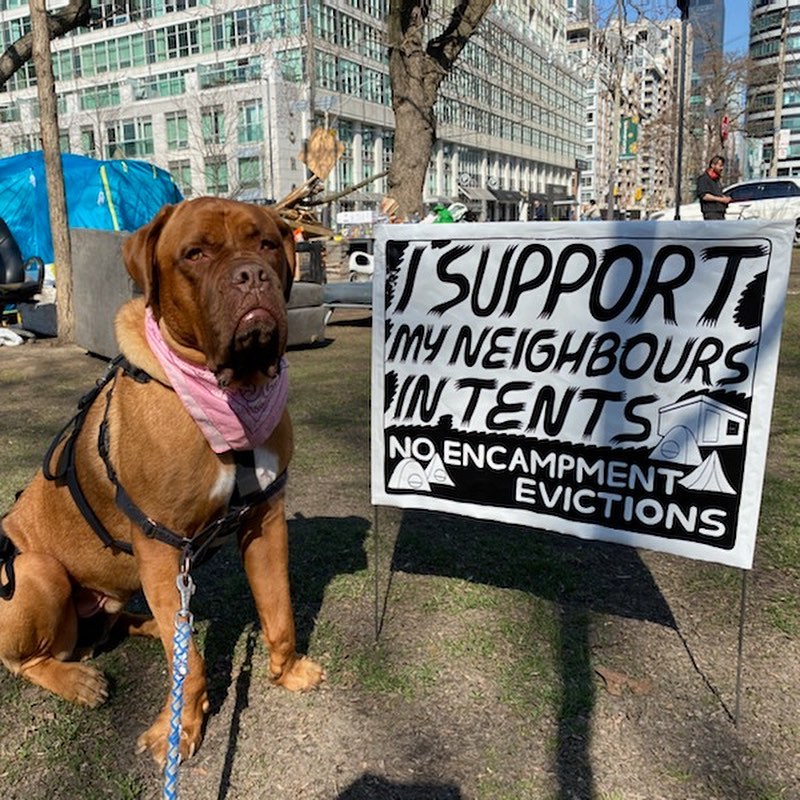 I SUPPORT
MY NEIGHBOURS
IN TENTS
NO ENCAMPMENT
EVICTIONS